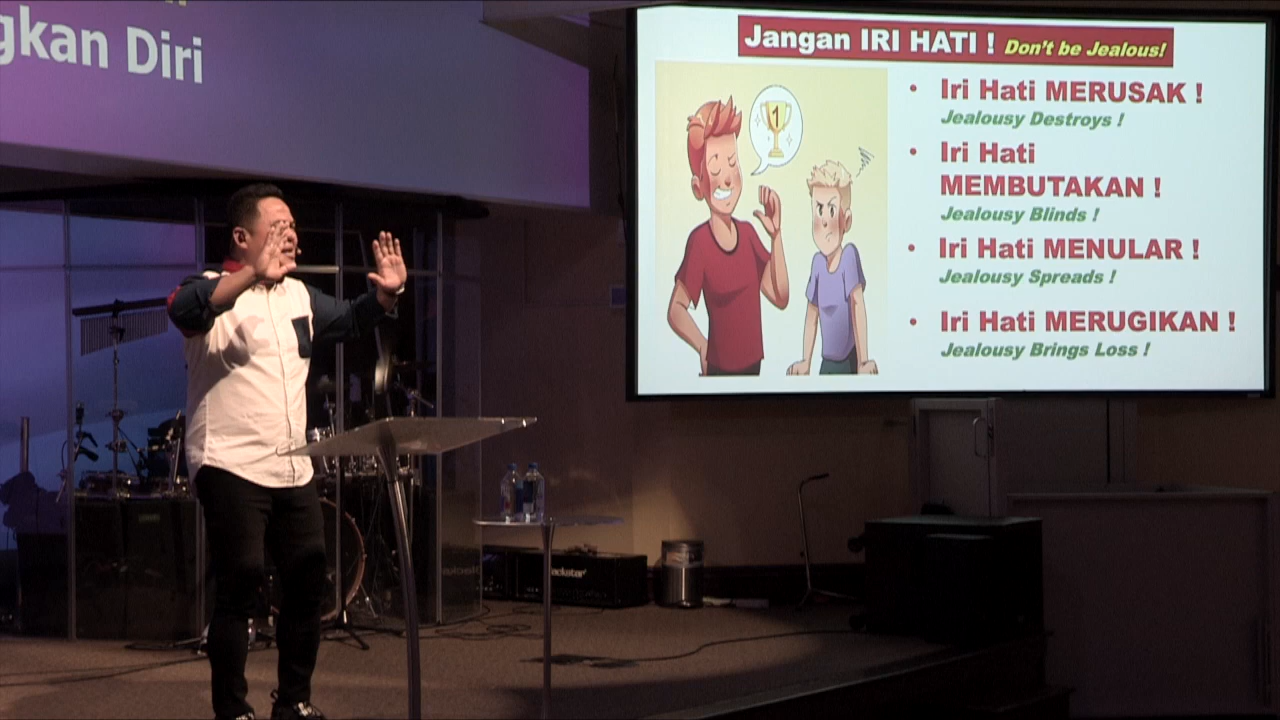 gkan Diri
Jangan IRI HATI ! Don't be Jealous!
1
• Iri Hati MERUSAK !
Jealousy Destroys !
• Iri Hati
MEMBUTAKAN !
Jealousy Blinds !
• Iri Hati MENULAR !
Jealousy Spreads !
• Iri Hati MERUGIKAN !
Jealousy Brings Loss !